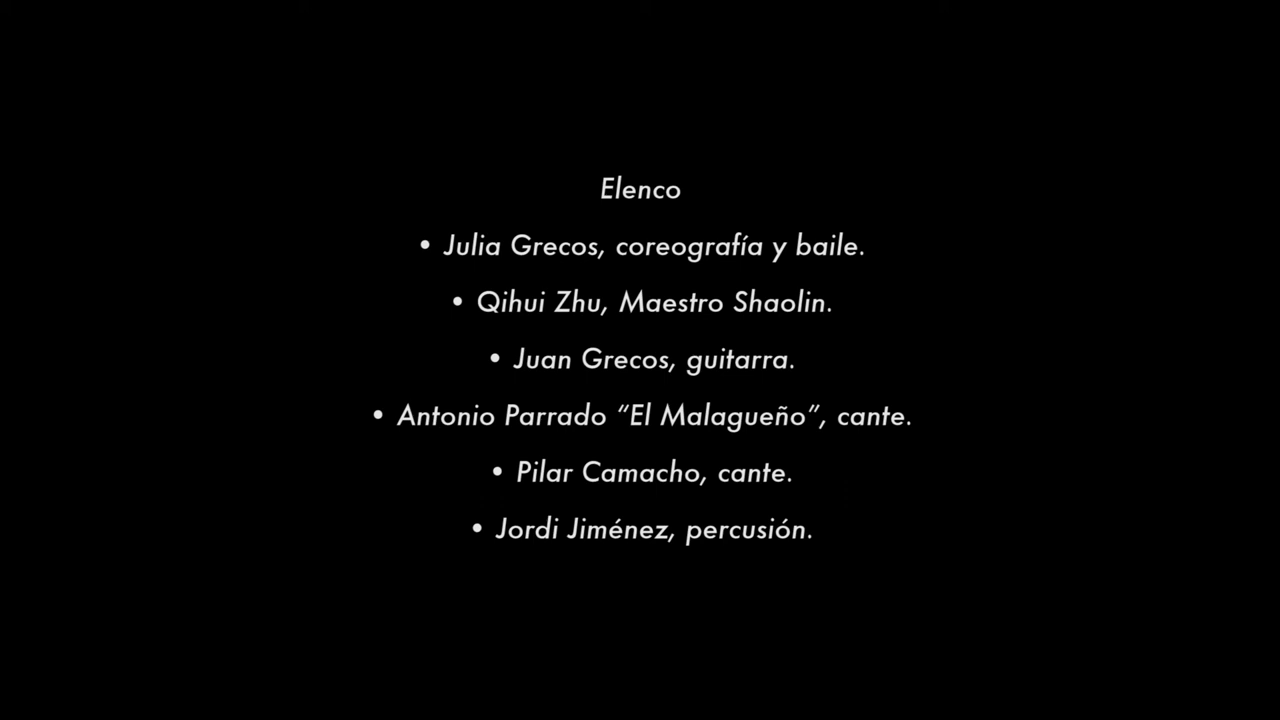 Elenco
• Julia Grecos, coreografía y baile.
• Qihui Zhu, Maestro Shaolin.
• Juan Grecos, guitarra.
• Antonio Parrado “El Malagueño”, cante.
• Pilar Camacho, cante.
• Jordi Jiménez, percusión.